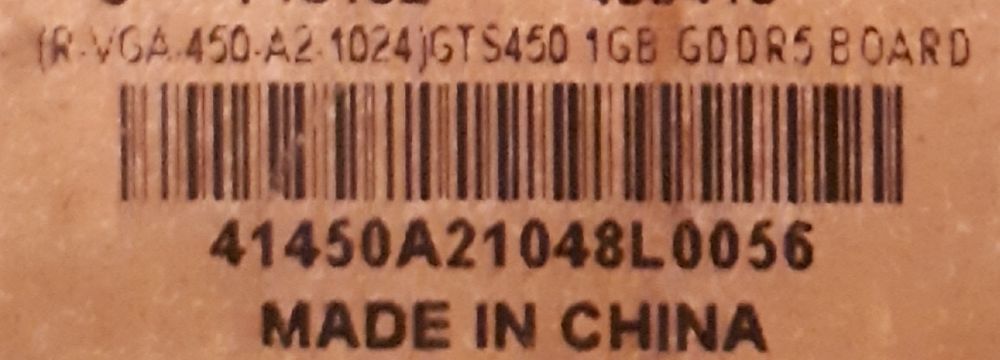 (R-VGA-450-A2-1024)GTS450 1GB GDDR5 BOARD
41450A21048L0056
MADE IN CHINA